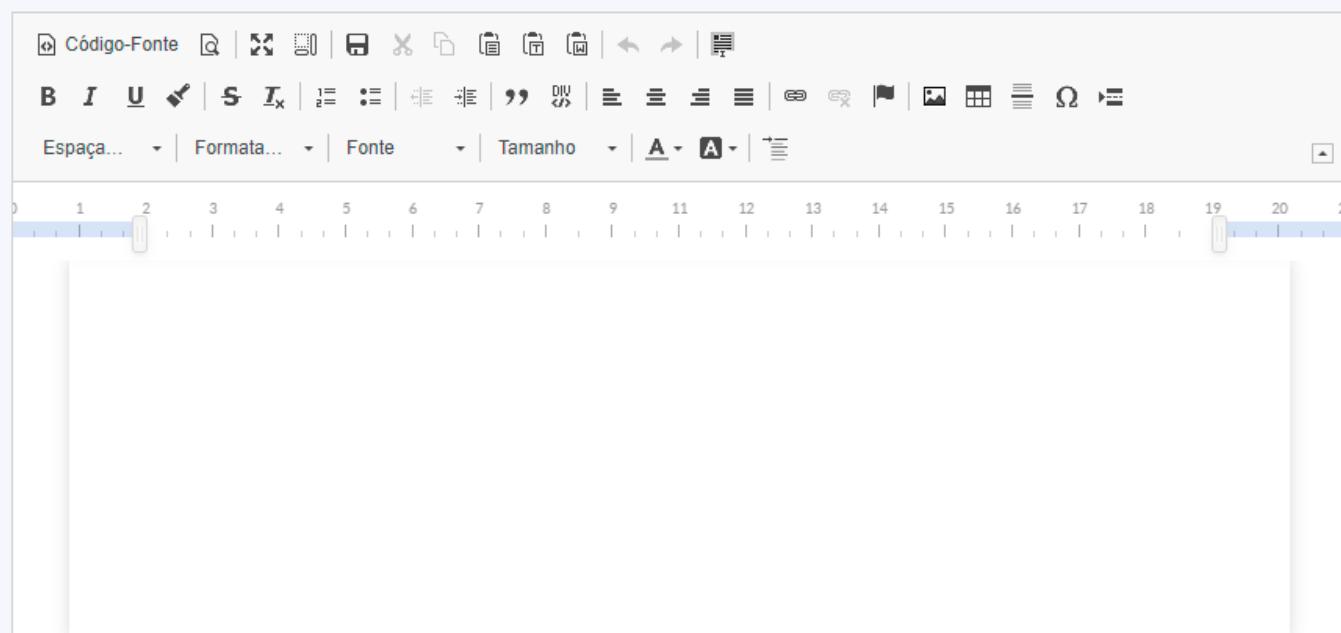 Código-Fonte
B I U S Tx
DIV
Espaça... Formata... Fonte Tamanho A A
0 1 2 3 4 5 6 7 8 9 11 12 13 14 15 16 17 18 19 20